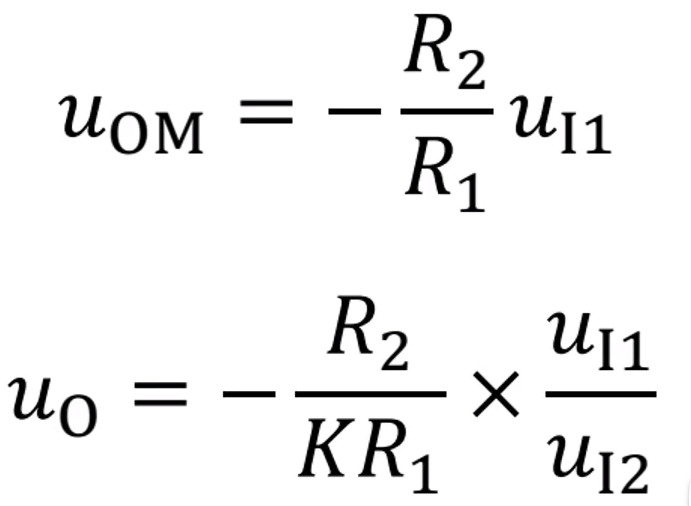 u_OM = − R_2/R_1 u_I1
u_O = − R_2/KR_1 × u_I1/u_I2